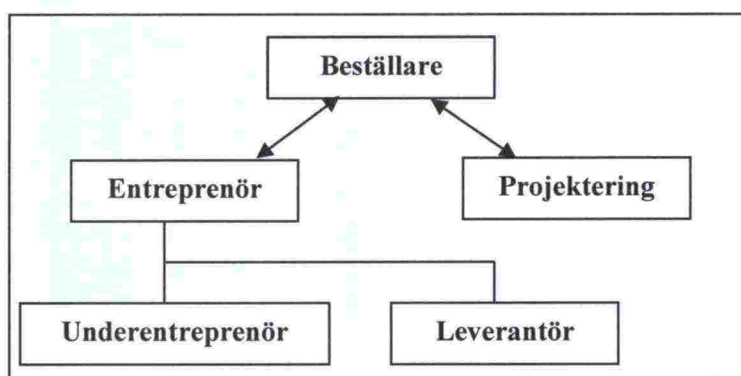 Beställare
Entreprenör
Projektering
Underentreprenör
Leverantör